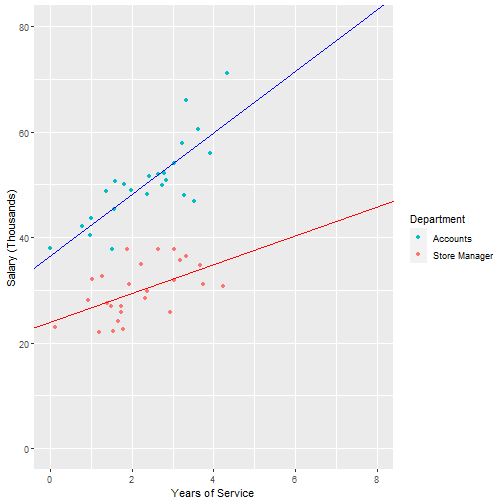 80
60
40
20
0
0 2 4 6 8
Years of Service
Salary (Thousands)
Department
Accounts
Store Manager